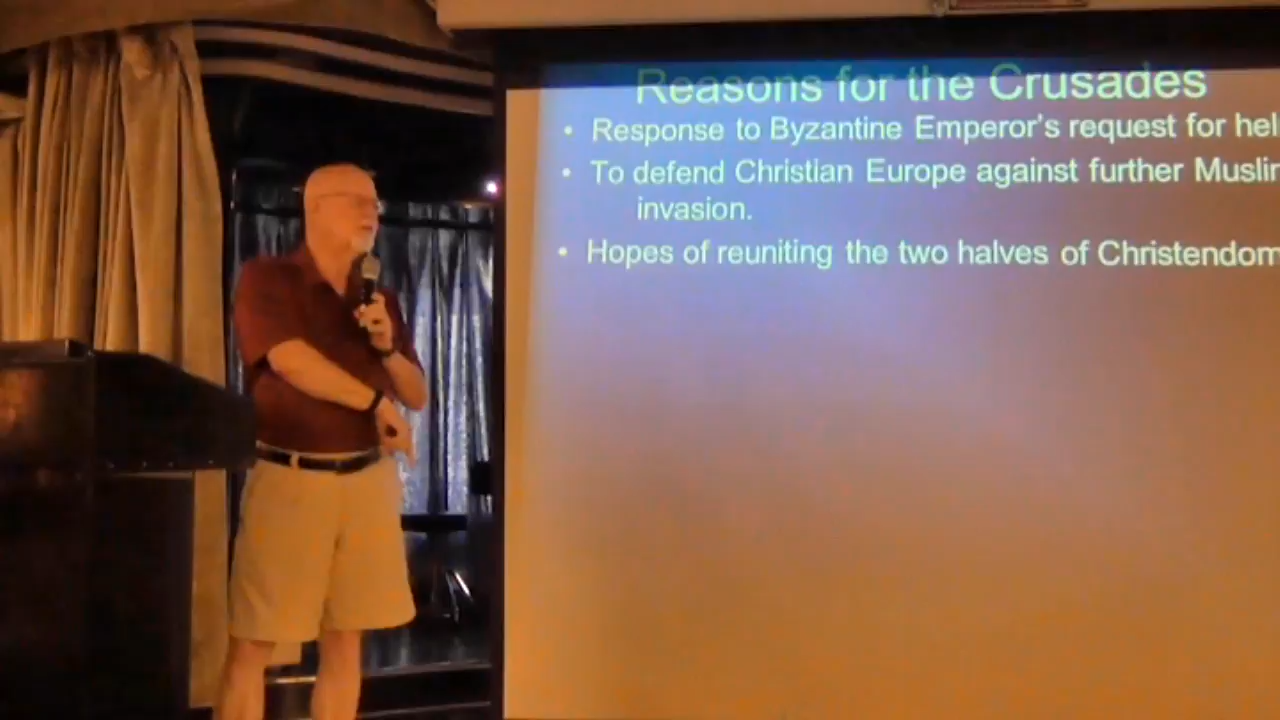 Reasons for the Crusades
• Response to Byzantine Emperor's request for hel
• To defend Christian Europe against further Muslim
invasion.
• Hopes of reuniting the two halves of Christendom